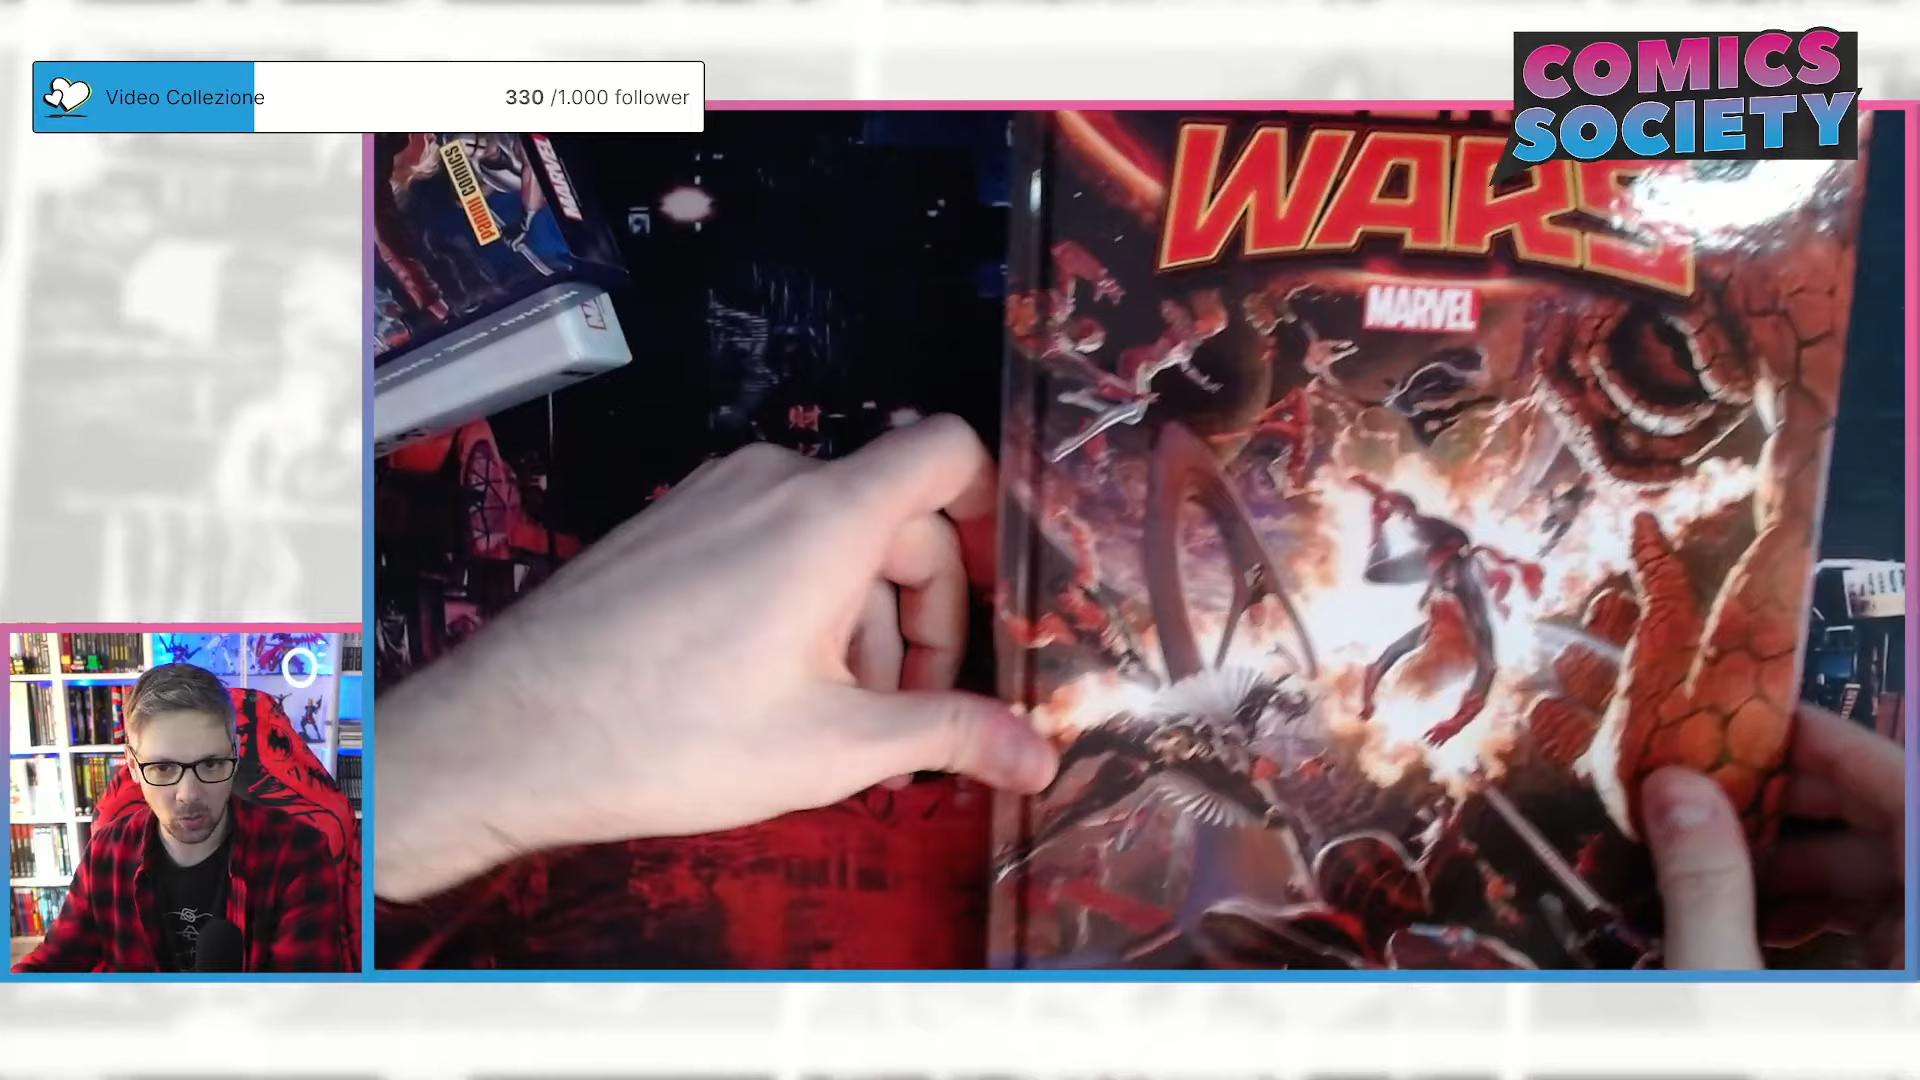 Video Collezione
330 /1.000 follower
COMICS
SOCIETY
WARS
MARVEL
PANINI COMICS
MARVEL